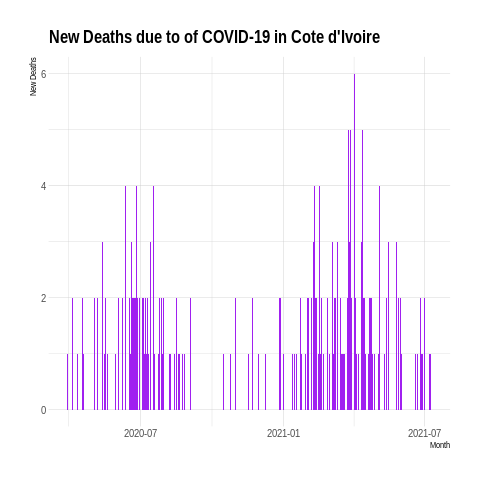 New Deaths due to of COVID-19 in Cote d'Ivoire
New Deaths
6
4
2
0
2020-07
2021-01
2021-07
Month